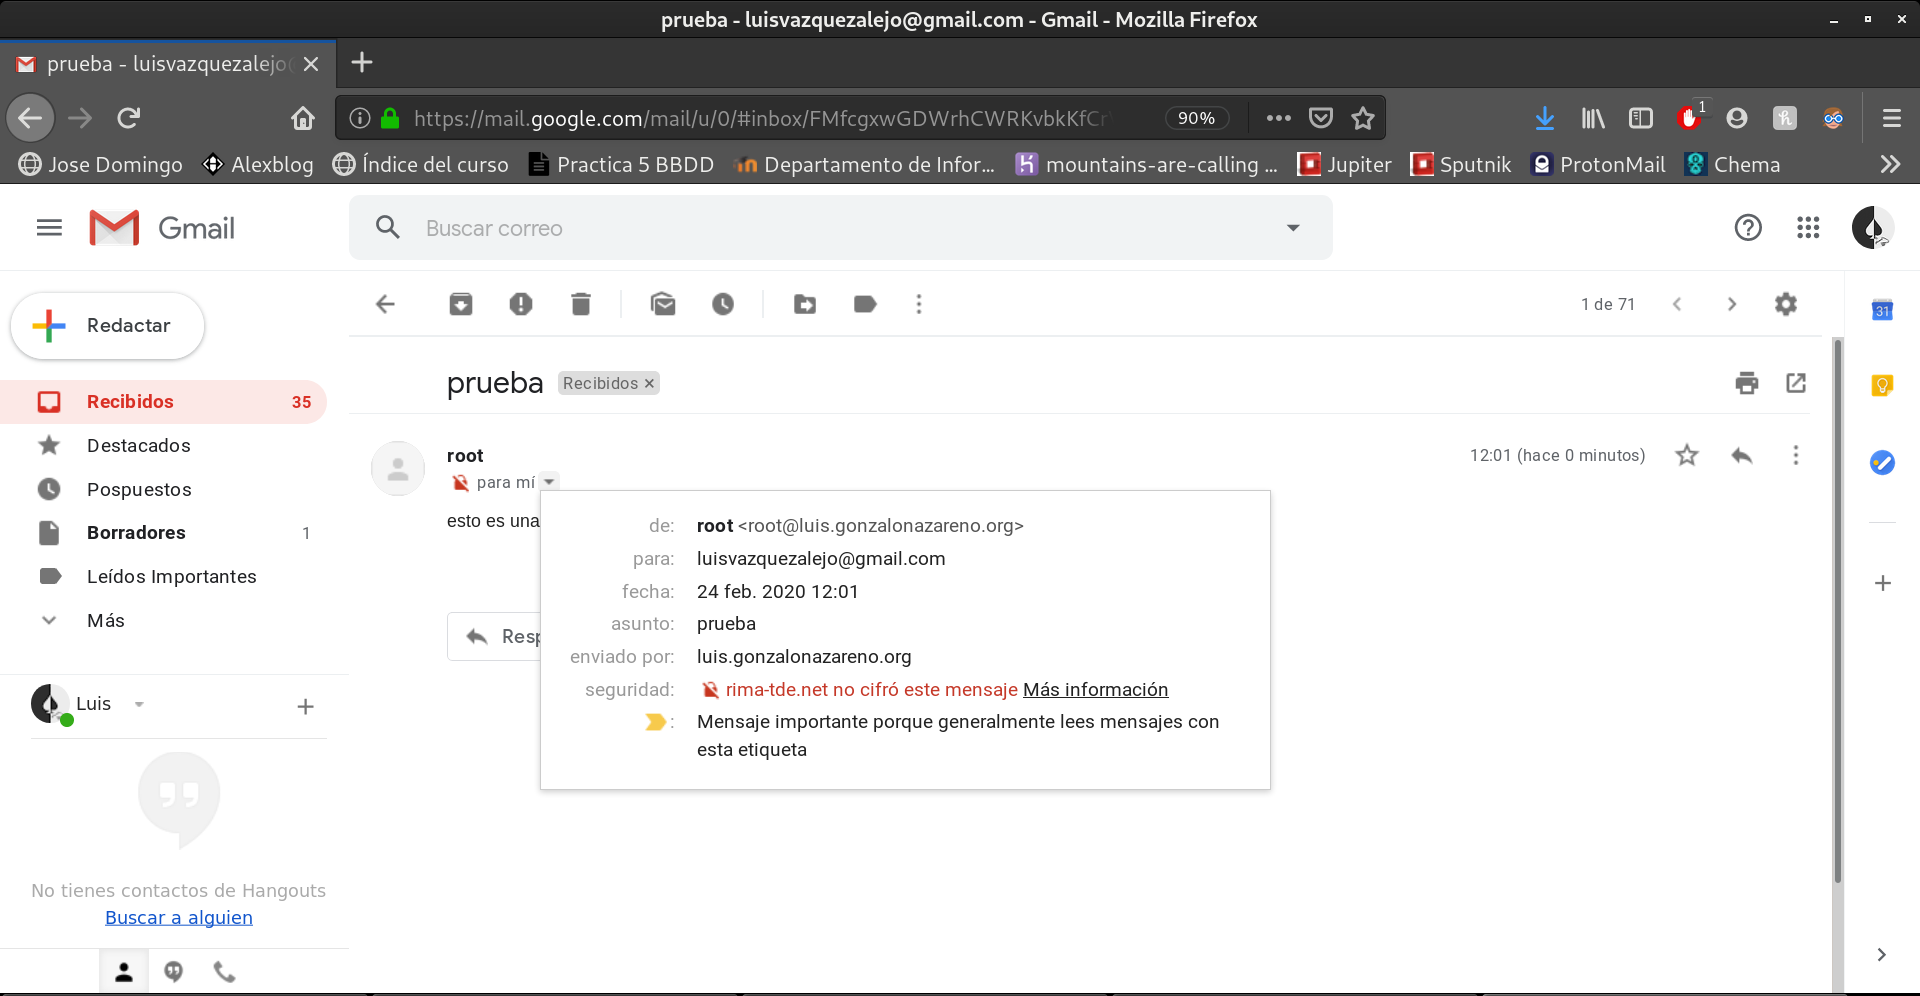 prueba - luisvazquezalejo@gmail.com - Gmail - Mozilla Firefox
prueba - luisvazquezalejo
https://mail.google.com/mail/u/0/#inbox/FMfcgxwGDWrhCWRKvbkKfCr 90% 1
Jose Domingo Alexblog Índice del curso Practica 5 BBDD Departamento de Infor... mountains-are-calling ... Jupiter Sputnik ProtonMail Chema
Gmail Buscar correo
Redactar
1 de 71
31
prueba Recibidos ×
Recibidos 35
Destacados
Pospuestos
Borradores 1
Leídos Importantes
Más
root 12:01 (hace 0 minutos)
para mí
esto es una
Resp
de: root <root@luis.gonzalonazareno.org>
para: luisvazquezalejo@gmail.com
fecha: 24 feb. 2020 12:01
asunto: prueba
enviado por: luis.gonzalonazareno.org
seguridad: rima-tde.net no cifró este mensaje Más información
: Mensaje importante porque generalmente lees mensajes con
esta etiqueta
Luis
No tienes contactos de Hangouts
Buscar a alguien